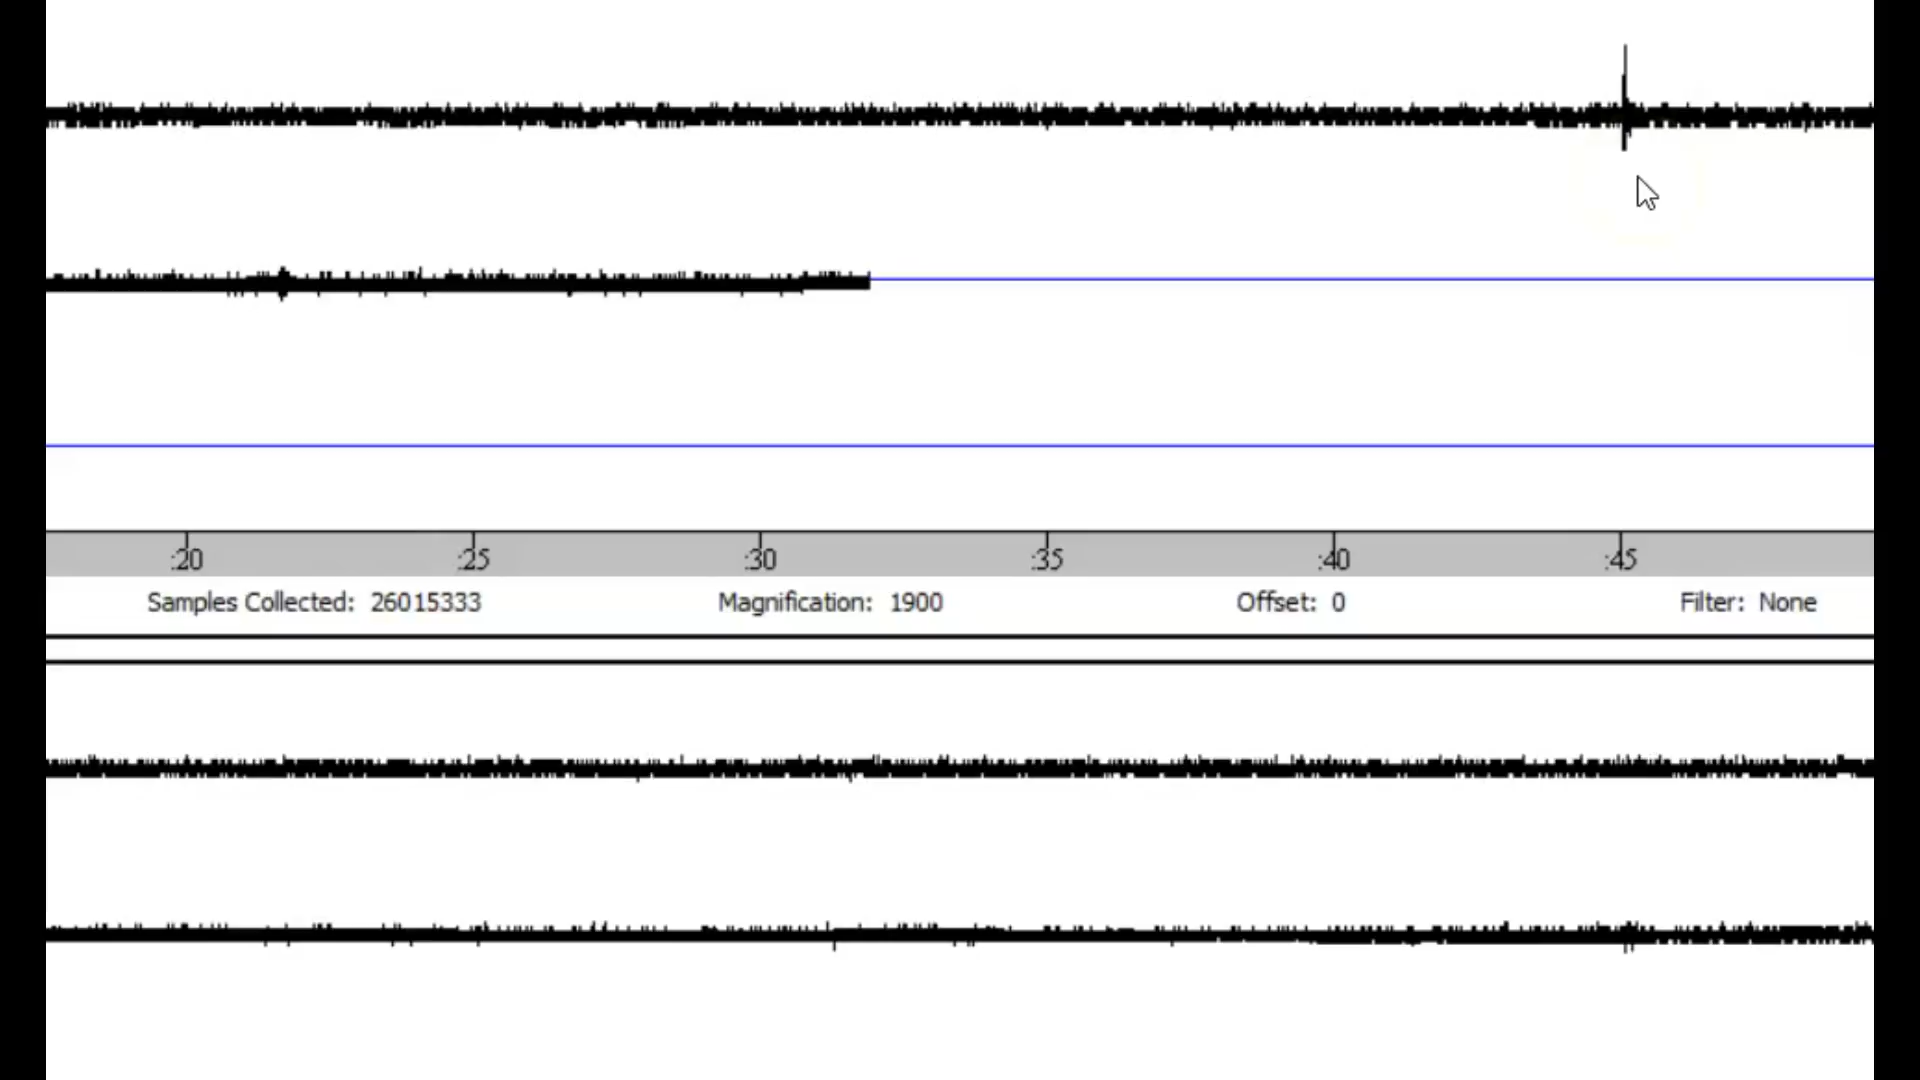 :20 :25 :30 :35 :40 :45
Samples Collected: 26015333 Magnification: 1900 Offset: 0 Filter: None